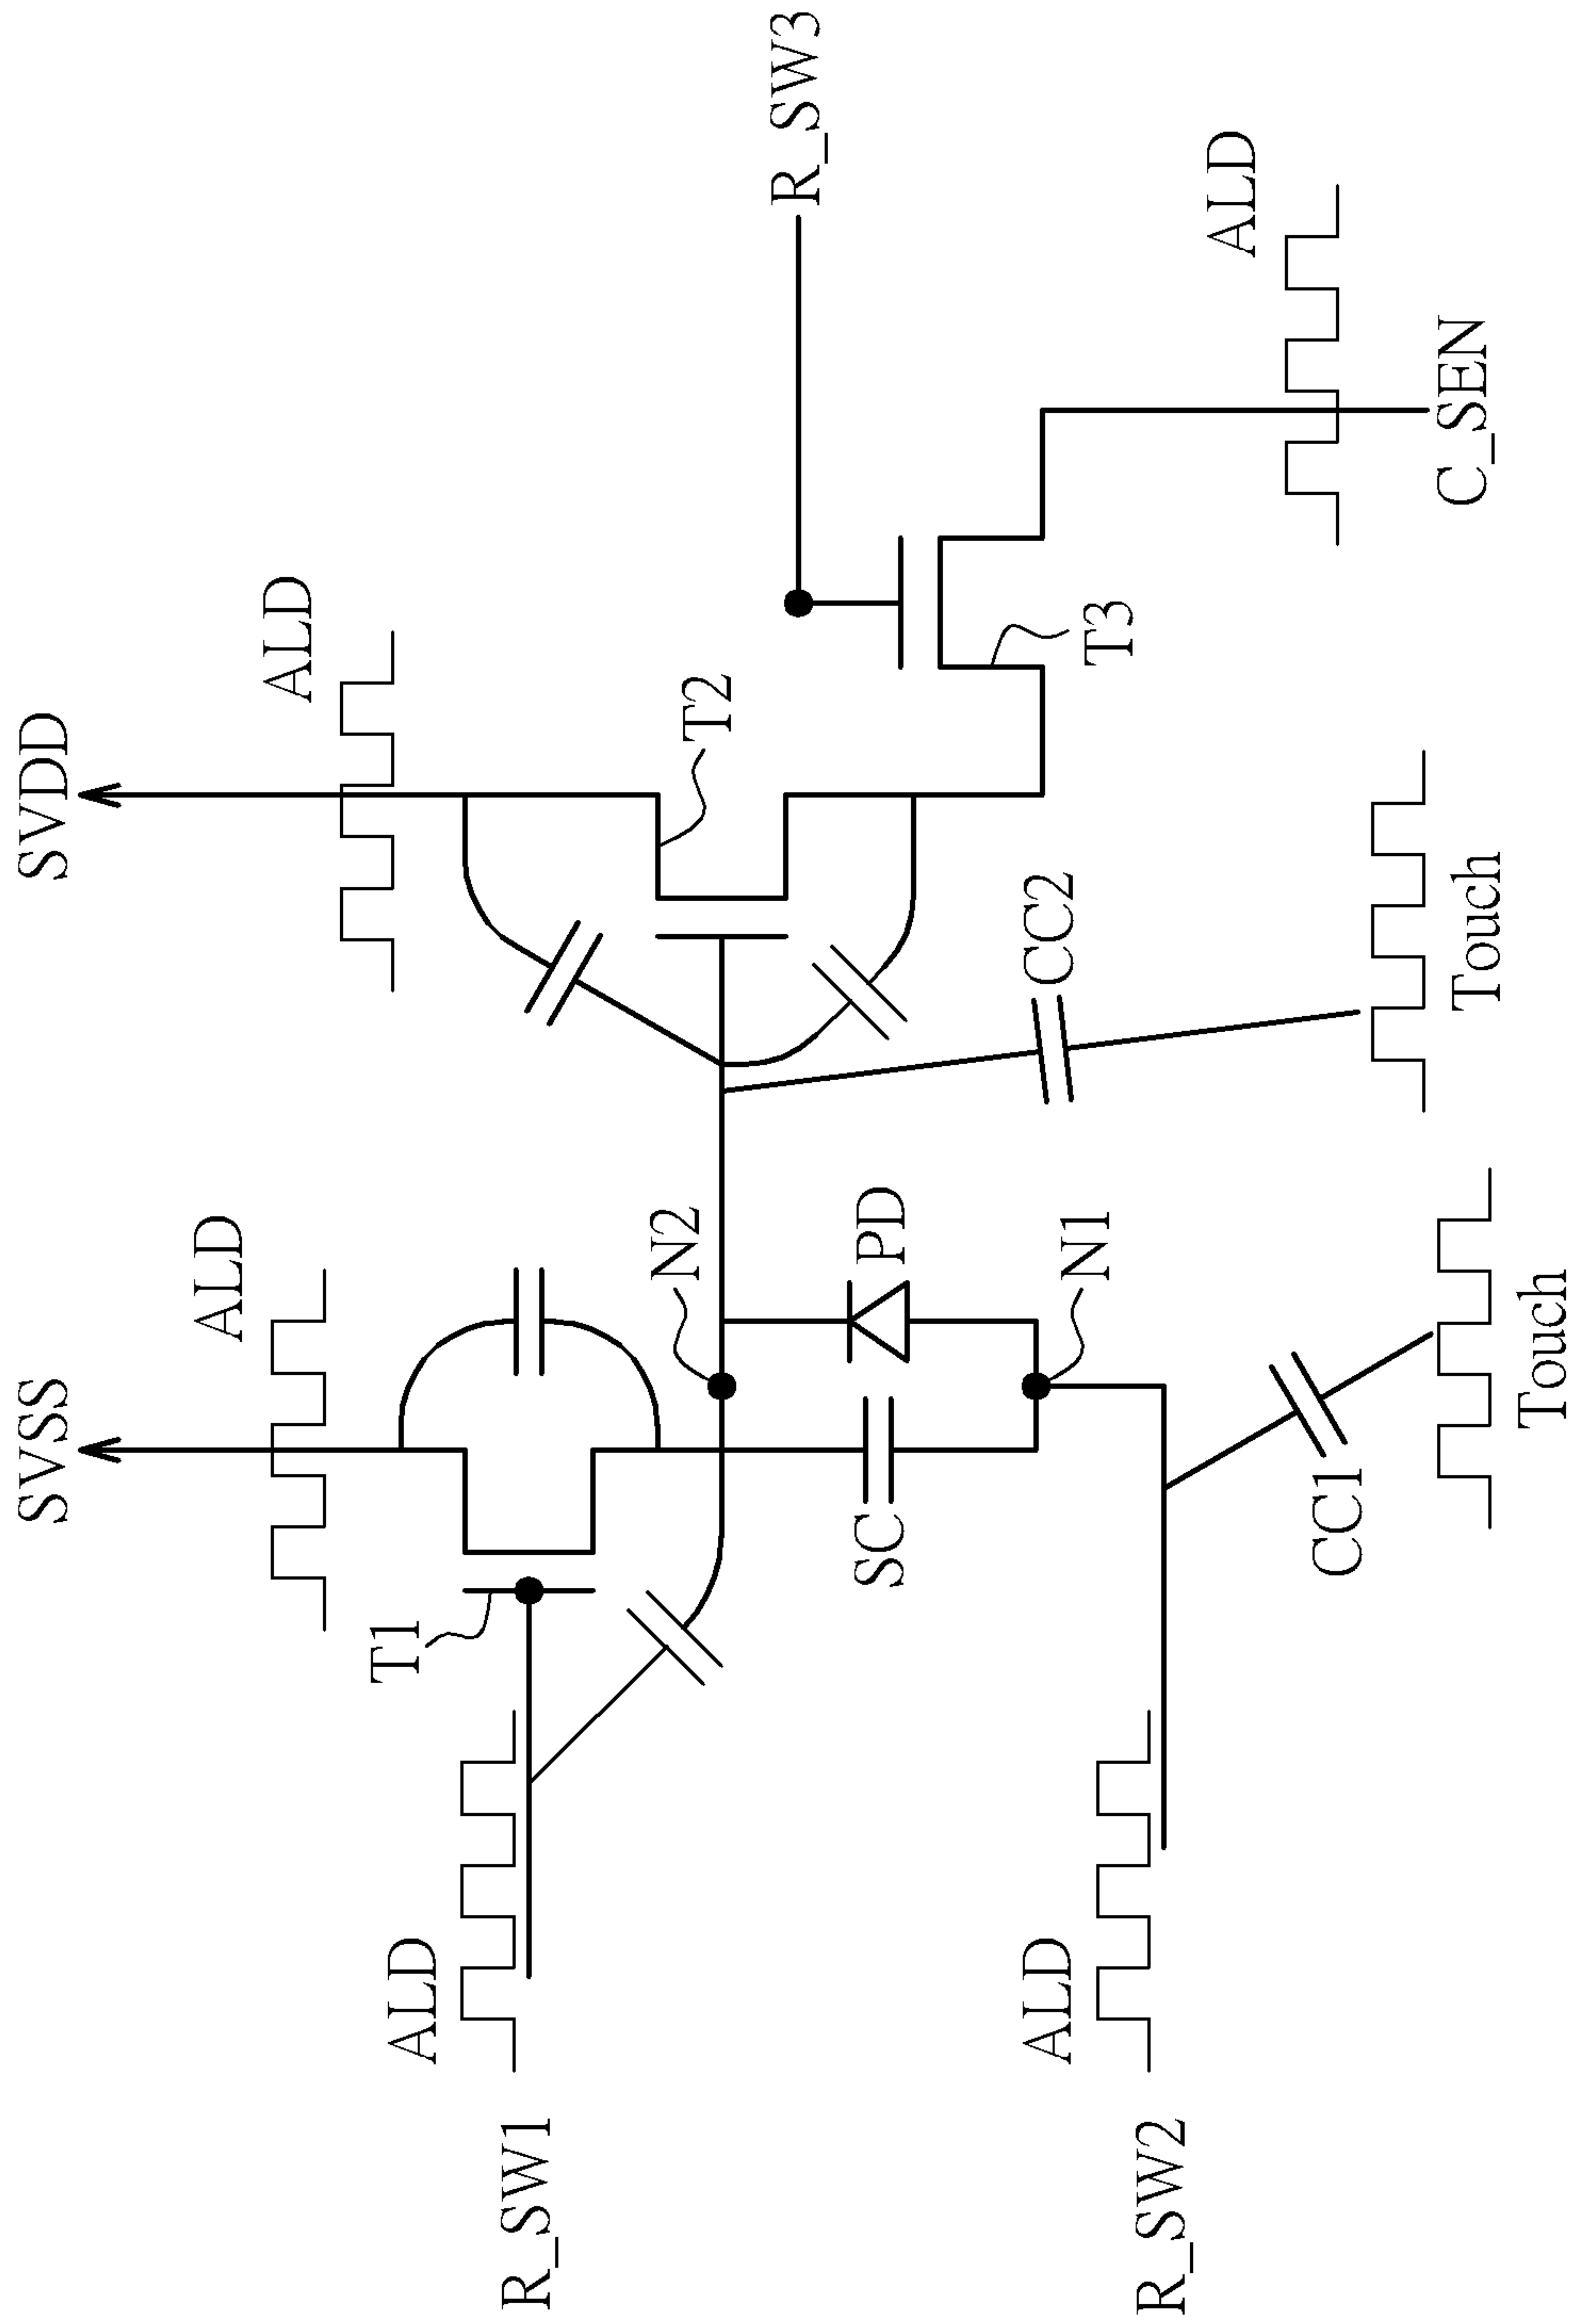 SVSS
SVDD
ALD
ALD
T1
T2
R_SW3
ALD
R_SW1
N2
SC
PD
T3
ALD
ALD
R_SW2
N1
CC2
CC1
C_SEN
Touch
Touch